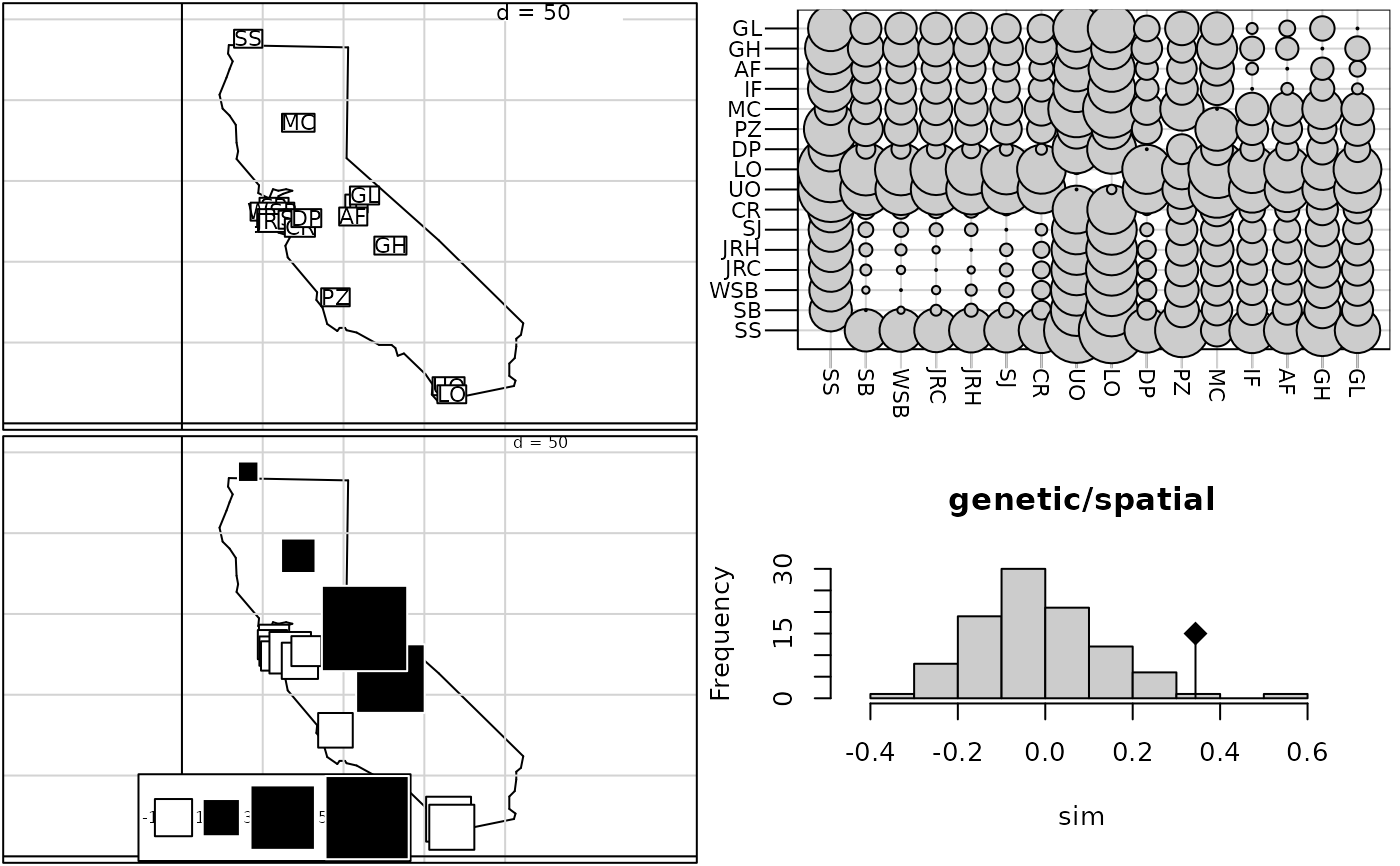 d = 50
SS
MC
GL
AF
DP
CR
GH
PZ
LO
GL
GH
AF
IF
MC
PZ
DP
LO
UO
CR
SJ
JRH
JRC
WSB
SB
SS
SS SB WSB JRC JRH SJ CR UO LO DP PZ MC IF AF GH GL
d = 50
genetic/spatial
Frequency
0 15 30
-0.4 -0.2 0.0 0.2 0.4 0.6
sim